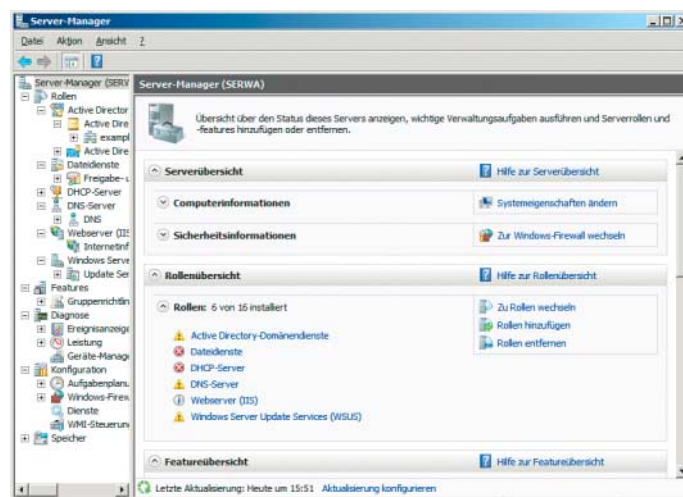 Server-Manager
Datei Aktion Ansicht ?
Server-Manager (SERW
Rollen
Active Director
Active Dire
exampl
Active Dire
Dateidienste
Freigabe- u
DHCP-Server
DNS-Server
DNS
Webserver (IIS
Internetinf
Windows Serve
Update Ser
Features
Gruppenrichtlin
Diagnose
Ereignisanzeige
Leistung
Geräte-Manag
Konfiguration
Aufgabenplanu
Windows-Firew
Dienste
WMI-Steuerun
Speicher
Server-Manager (SERWA)
Übersicht über den Status dieses Servers anzeigen, wichtige Verwaltungsaufgaben ausführen und Serverrollen und
-features hinzufügen oder entfernen.
Serverübersicht Hilfe zur Serverübersicht
Computerinformationen Systemeigenschaften ändern
Sicherheitsinformationen Zur Windows-Firewall wechseln
Rollenübersicht Hilfe zur Rollenübersicht
Rollen: 6 von 16 installiert
Active Directory-Domänendienste
Dateidienste
DHCP-Server
DNS-Server
Webserver (IIS)
Windows Server Update Services (WSUS)
Zu Rollen wechseln
Rollen hinzufügen
Rollen entfernen
Featureübersicht Hilfe zur Featureübersicht
Letzte Aktualisierung: Heute um 15:51 Aktualisierung konfigurieren